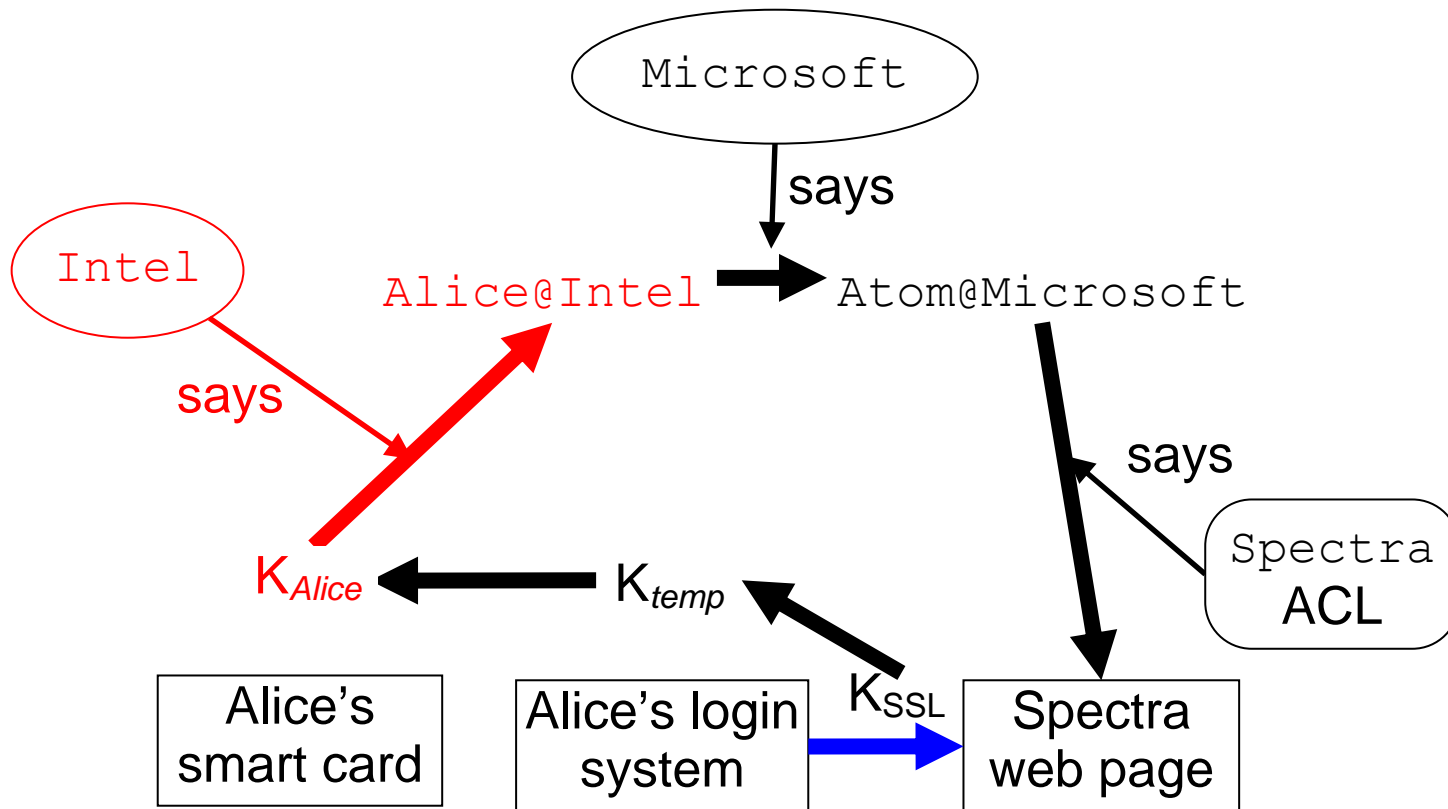 Microsoft
says
Intel
Alice@Intel
Atom@Microsoft
says
says
Spectra
ACL
KAlice
Ktemp
KSSL
Alice’s
smart card
Alice’s login
system
Spectra
web page